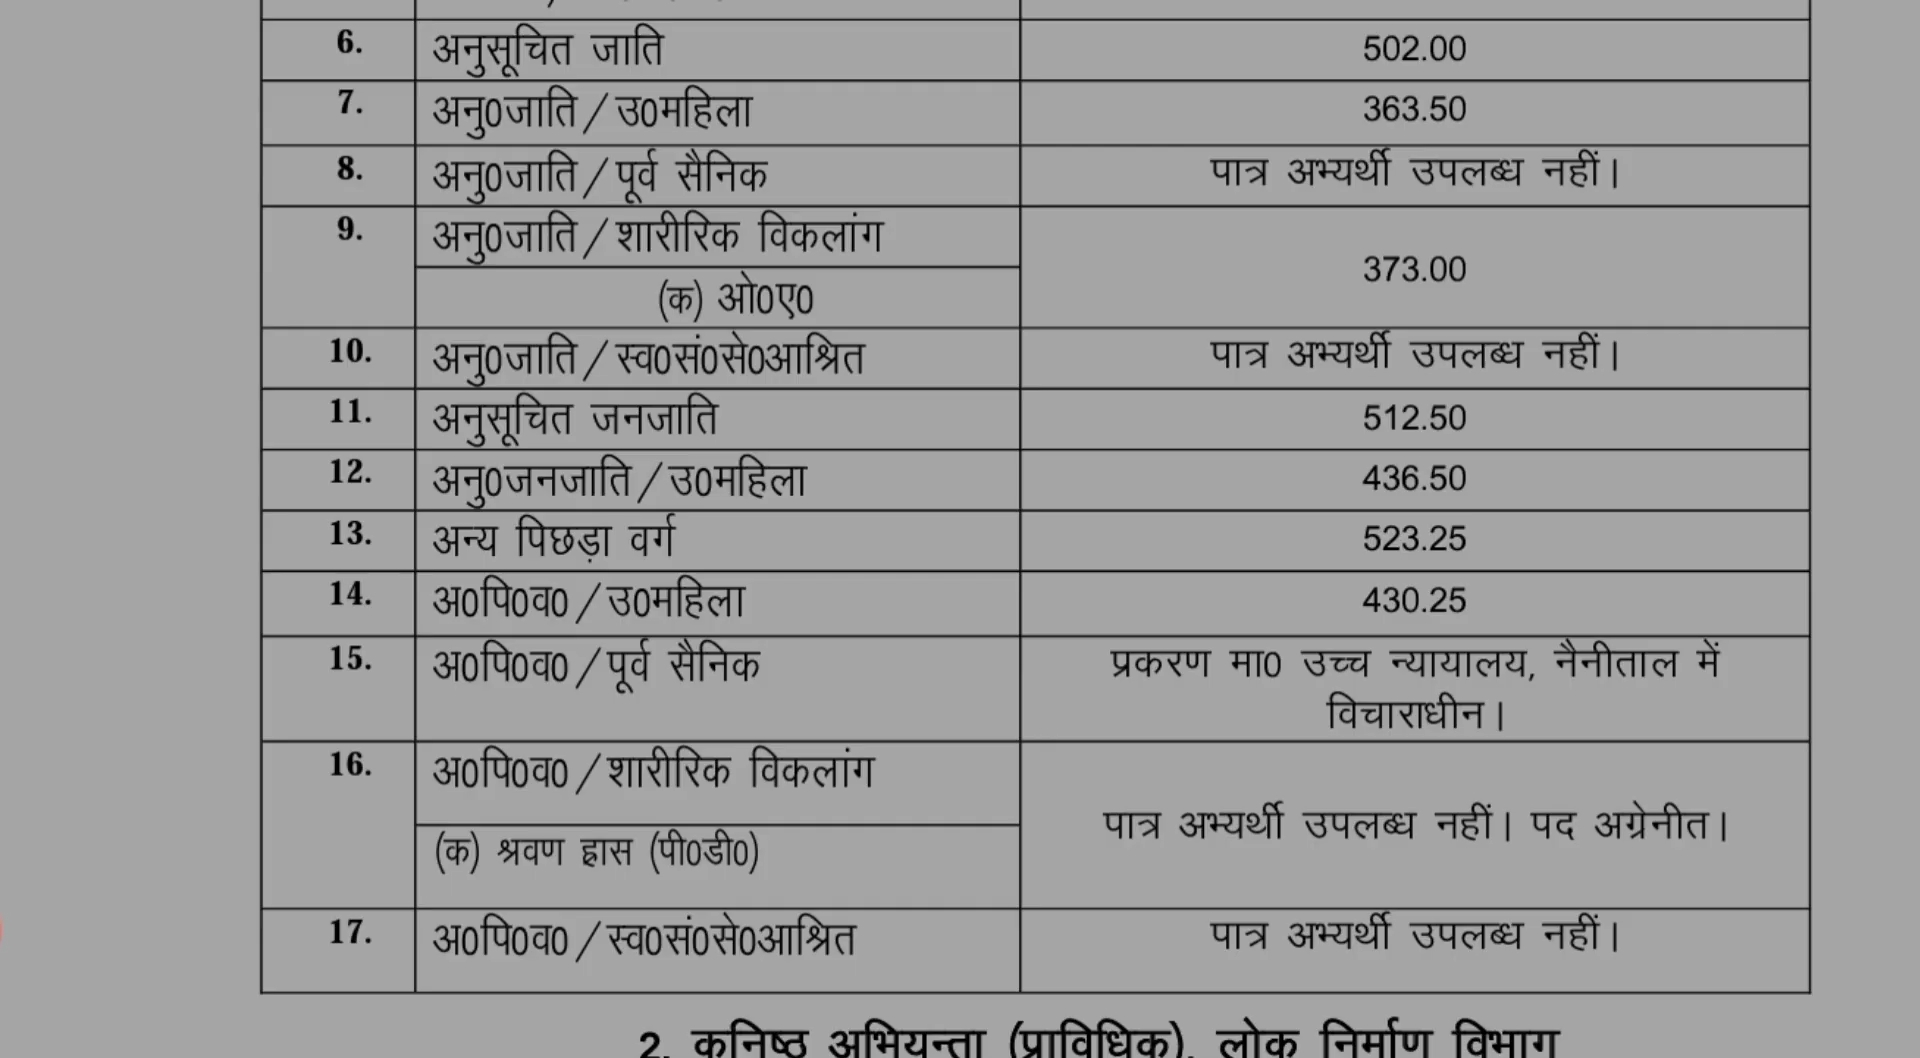 6. अनुसूचित जाति 502.00
7. अनु0जाति/उ0महिला 363.50
8. अनु0जाति/पूर्व सैनिक पात्र अभ्यर्थी उपलब्ध नहीं।
9. अनु0जाति/शारीरिक विकलांग 373.00
(क) ओ0ए0
10. अनु0जाति/स्व0सं0से0आश्रित पात्र अभ्यर्थी उपलब्ध नहीं।
11. अनुसूचित जनजाति 512.50
12. अनु0जनजाति/उ0महिला 436.50
13. अन्य पिछड़ा वर्ग 523.25
14. अ0पि0व0/उ0महिला 430.25
15. अ0पि0व0/पूर्व सैनिक प्रकरण मा0 उच्च न्यायालय, नैनीताल में
विचाराधीन।
16. अ0पि0व0/शारीरिक विकलांग पात्र अभ्यर्थी उपलब्ध नहीं। पद अग्रेनीत।
(क) श्रवण ह्रास (पी0डी0)
17. अ0पि0व0/स्व0सं0से0आश्रित पात्र अभ्यर्थी उपलब्ध नहीं।
2. कनिष्ठ अभियन्ता (प्राविधिक), लोक निर्माण विभाग